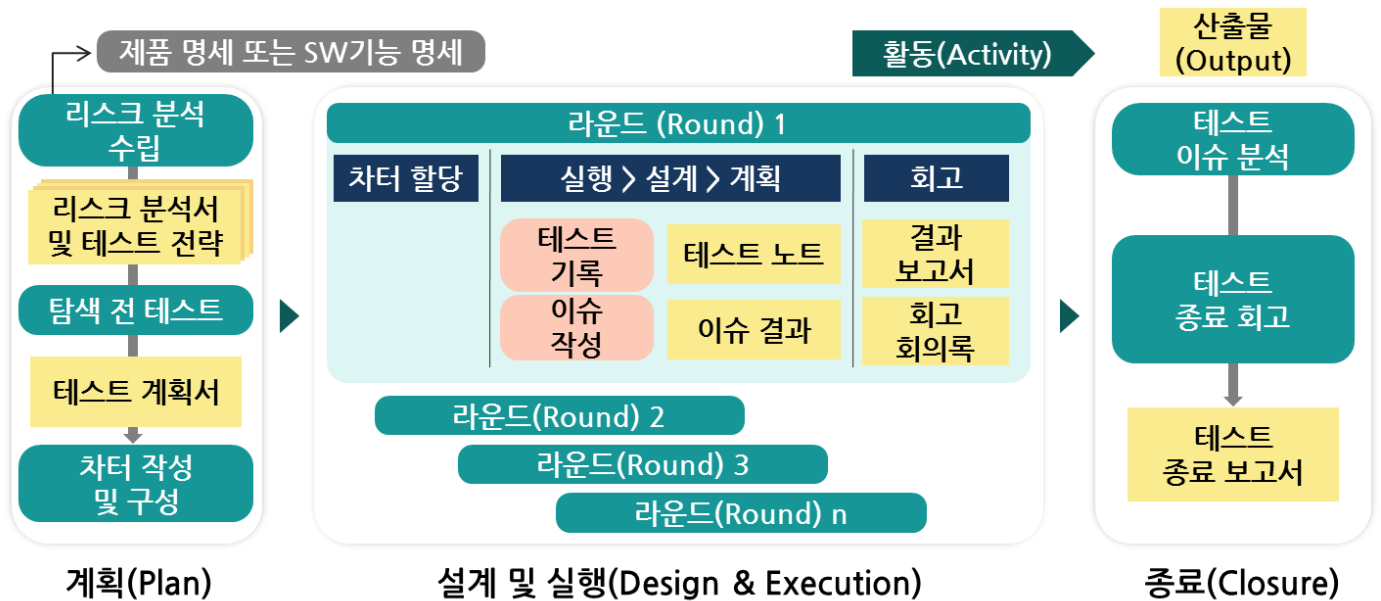 제품 명세 또는 SW기능 명세
활동(Activity)
산출물
(Output)
리스크 분석
수립
리스크 분석서
및 테스트 전략
탐색 전 테스트
테스트 계획서
차터 작성
및 구성
계획(Plan)
라운드 (Round) 1
차터 할당
실행 > 설계 > 계획
회고
테스트
기록
테스트 노트
결과
보고서
이슈
작성
이슈 결과
회고
회의록
라운드(Round) 2
라운드(Round) 3
라운드(Round) n
설계 및 실행(Design & Execution)
테스트
이슈 분석
테스트
종료 회고
테스트
종료 보고서
종료(Closure)